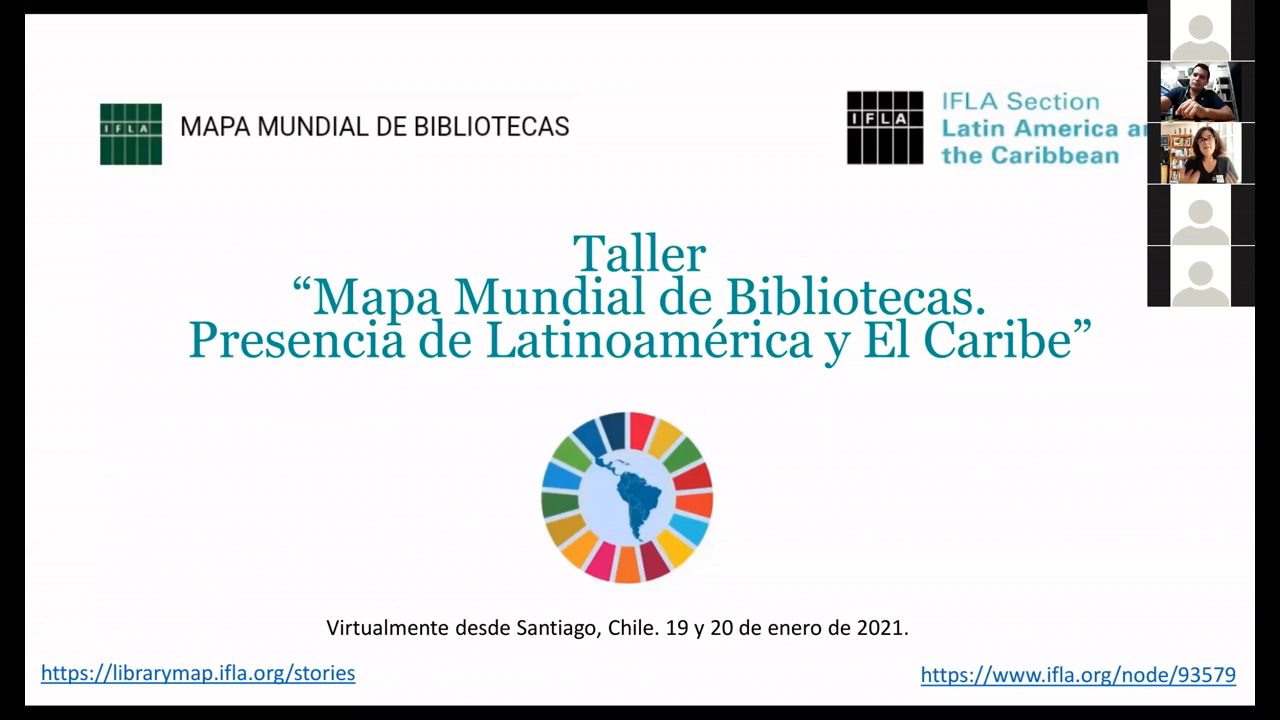 IFLA
MAPA MUNDIAL DE BIBLIOTECAS
IFLA
IFLA Section
Latin America
the Caribbean
Taller
“Mapa Mundial de Bibliotecas.
Presencia de Latinoamérica y El Caribe”
Virtualmente desde Santiago, Chile. 19 y 20 de enero de 2021.
https://librarymap.ifla.org/stories
https://www.ifla.org/node/93579